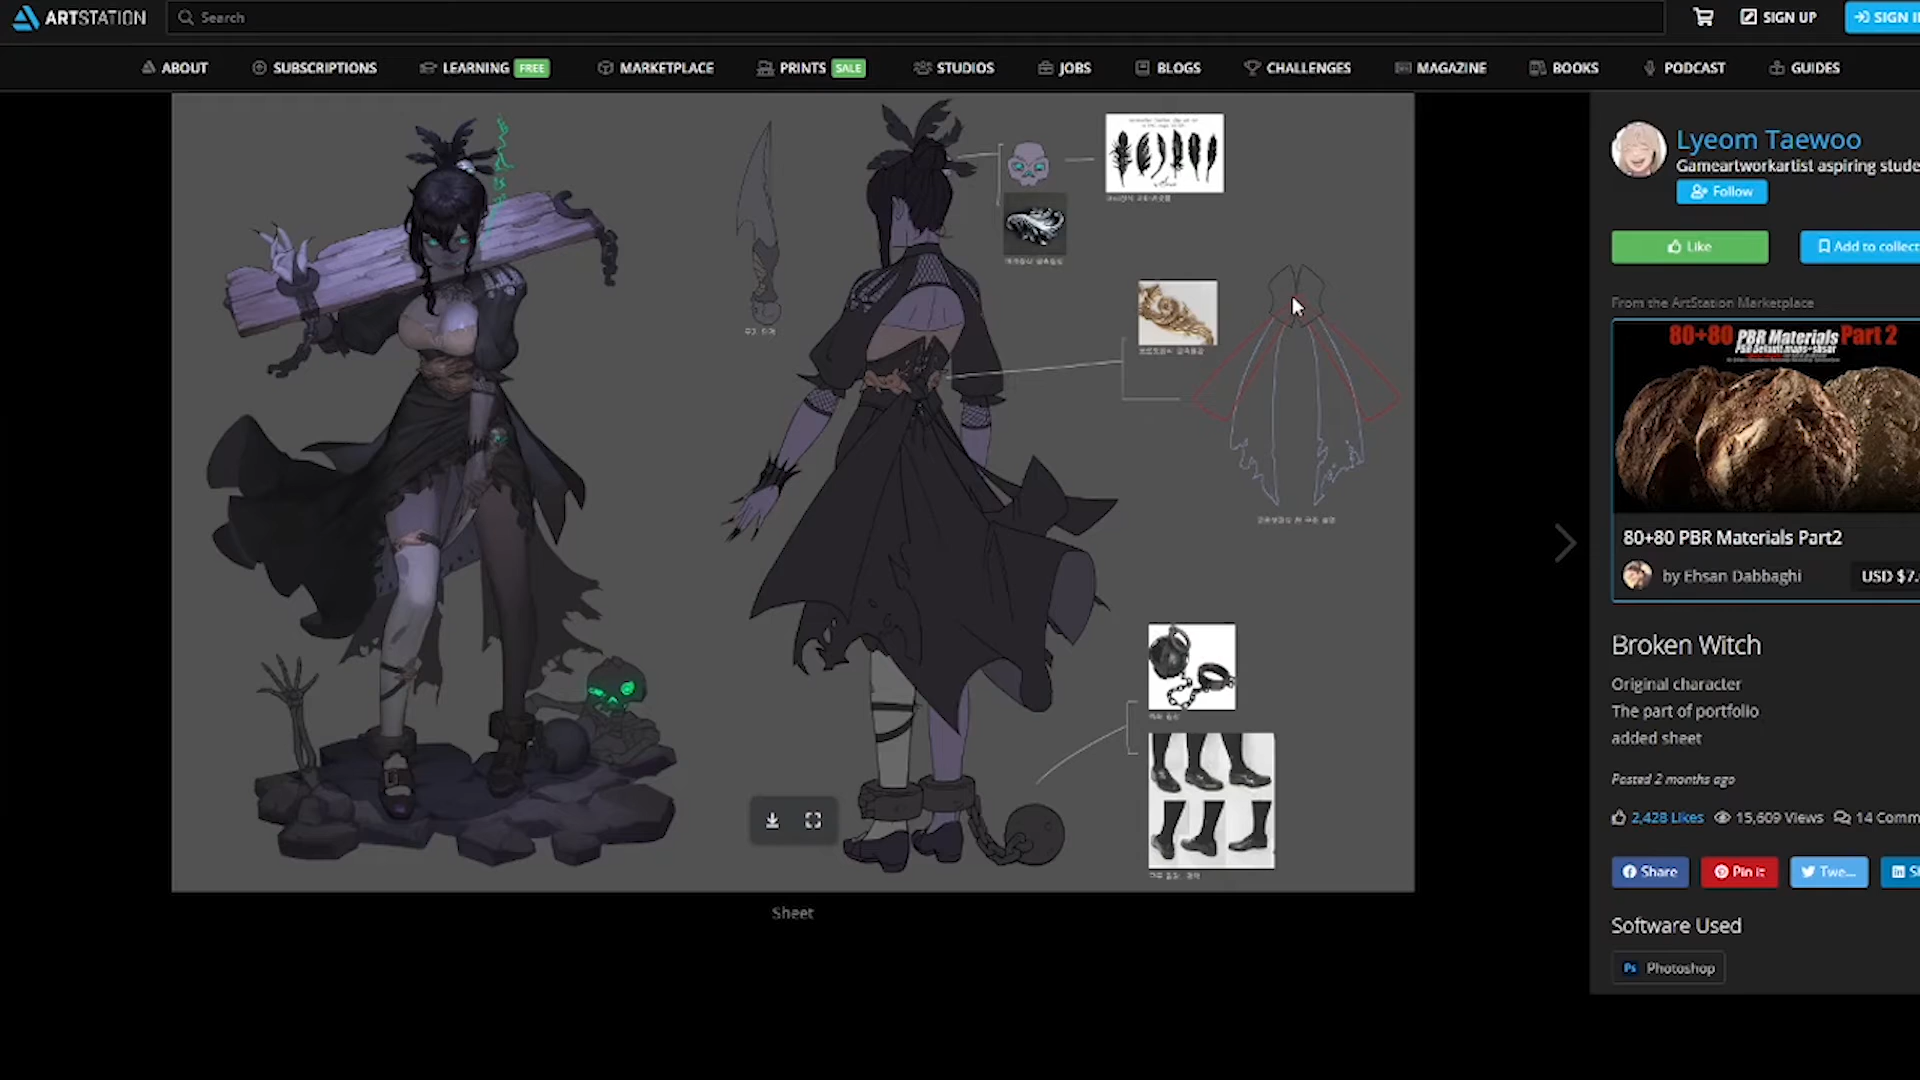 ARTSTATION
Search
SIGN UP
SIGN I
ABOUT
SUBSCRIPTIONS
LEARNING FREE
MARKETPLACE
PRINTS SALE
STUDIOS
JOBS
BLOGS
CHALLENGES
MAGAZINE
BOOKS
PODCAST
GUIDES
Lyeom Taewoo
Gameartworkartist aspiring stude
Follow
Like
Add to collect
From the ArtStation Marketplace
80+80 PBR Materials Part 2
80+80 PBR Materials Part2
by Ehsan Dabbaghi
USD $7.
Broken Witch
Original character
The part of portfolio
added sheet
Posted 2 months ago
2,428 Likes
15,609 Views
14 Comm
Share
Pin it
Twe...
Software Used
Ps Photoshop
Sheet